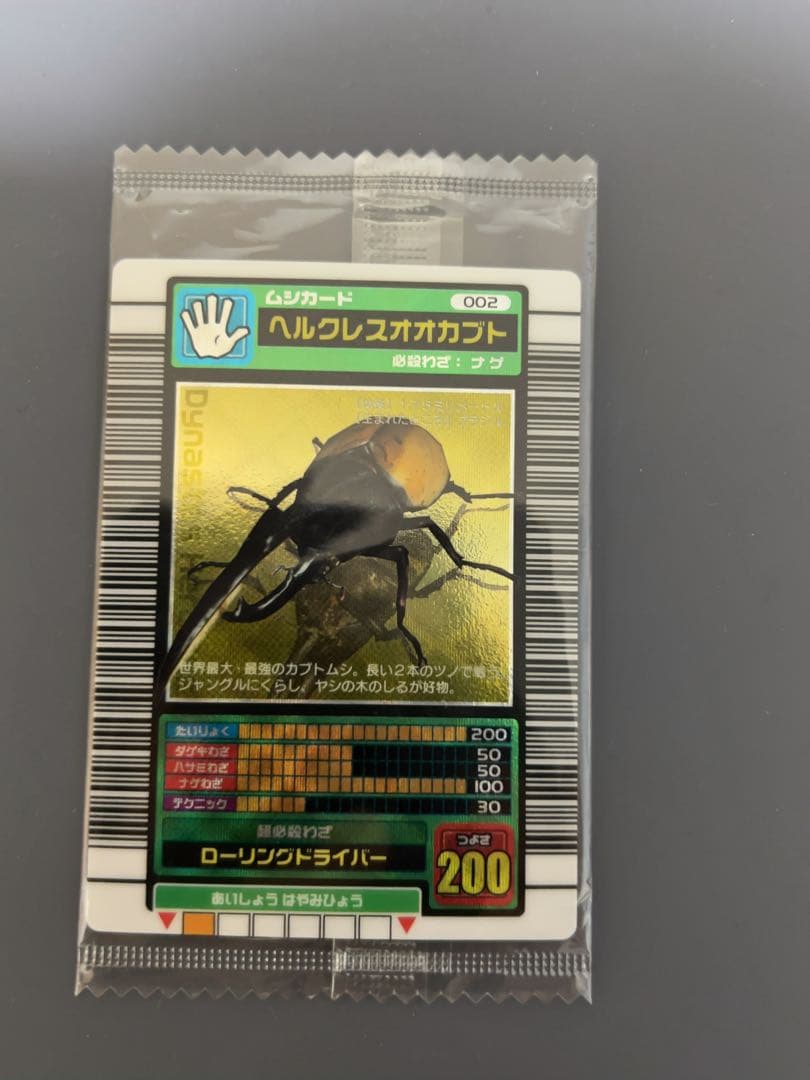 ムシカード
002
ヘルクレスオオカブト
必殺わざ：ナゲ
世界最大、最強のカブトムシ。長い2本のツノで戦う。
ジャングルにくらし、ヤシの木のしるが好物。
たいりょく 200
ダゲキわざ 50
ハサミわざ 50
ナゲわざ 100
テクニック 30
超必殺わざ
ローリングドライバー
つよさ
200
あいしょうはやみひょう